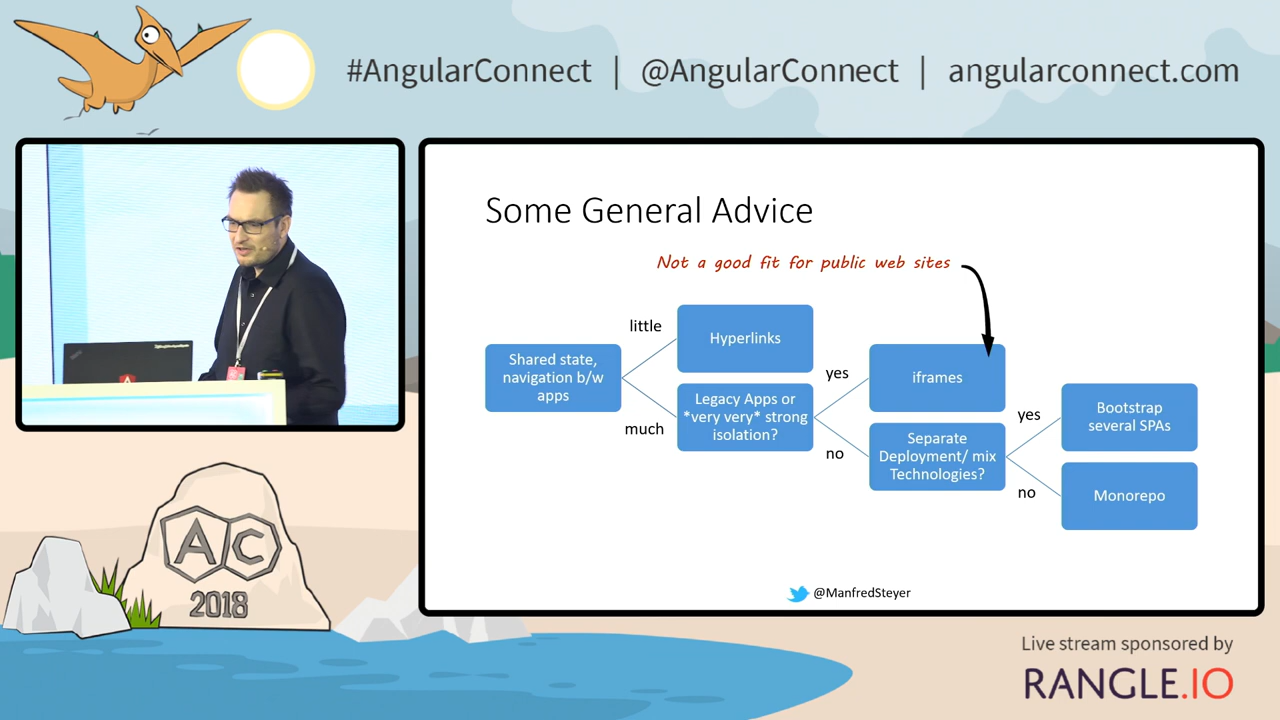 #AngularConnect | @AngularConnect | angularconnect.com
Some General Advice
Not a good fit for public web sites
little
Hyperlinks
Shared state,
navigation b/w
apps
much
Legacy Apps or
*very very* strong
isolation?
yes
iframes
no
Separate
Deployment/ mix
Technologies?
yes
Bootstrap
several SPAs
no
Monorepo
@ManfredSteyer
AC
2018
Live stream sponsored by
RANGLE.IO